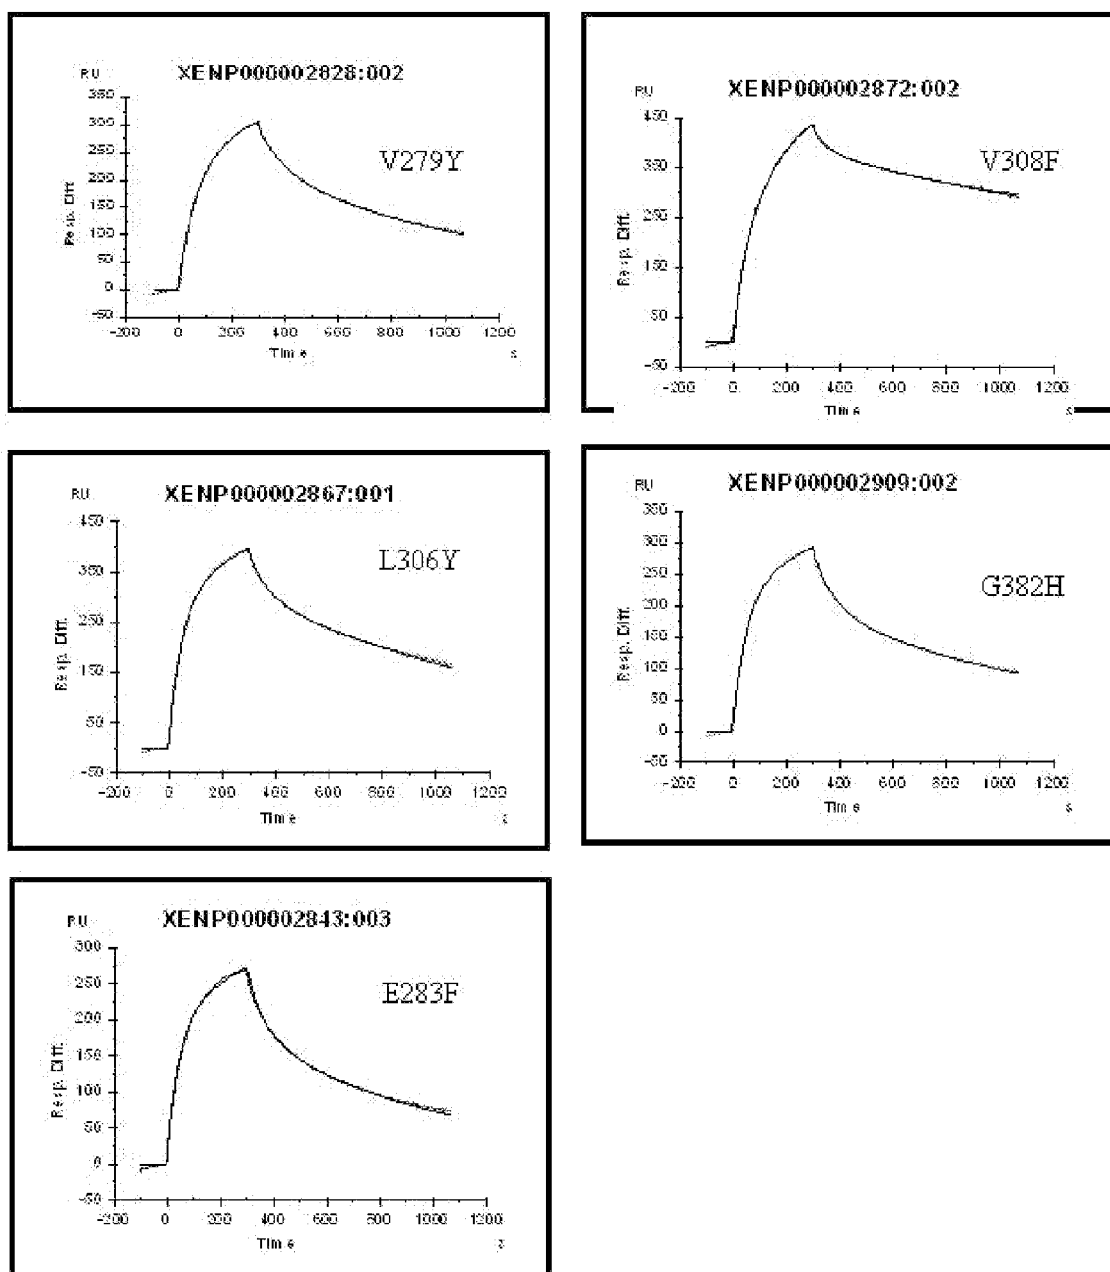 XENP000002828:002
RU
350
300
250
200
150
100
50
0
-50
Resp. Diff.
V279Y
-200 0 200 400 600 800 1000 1200
Time s
XENP000002872:002
RU
450
350
250
150
50
-50
Resp. Diff.
V308F
-200 0 200 400 600 800 1000 1200
Time s
XENP000002867:001
RU
450
350
250
150
50
-50
Resp. Diff.
L306Y
-200 0 200 400 600 800 1000 1200
Time s
XENP000002909:002
RU
350
300
250
200
150
100
50
0
-50
Resp. Diff.
G382H
-200 0 200 400 600 800 1000 1200
Time s
XENP000002843:003
RU
300
250
200
150
100
50
0
-50
Resp. Diff.
E283F
-200 0 200 400 600 800 1000 1200
Time s